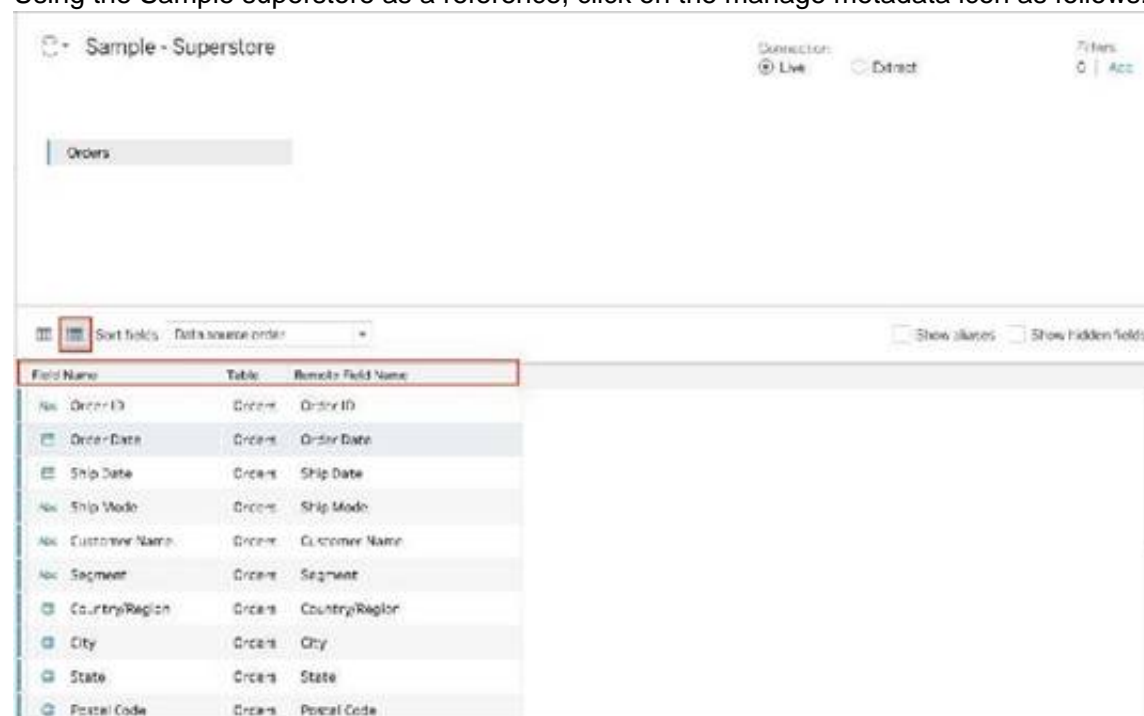 Using the Sample superstore as a reference, click on the manage metadata icon as follows:
Sample - Superstore
Connection Filters
Live Extract 0 | Add
Orders
Sort fields Data source order Show aliases Show hidden fields
Field Name Table Remote Field Name
Abc Order ID Orders Order ID
Order Date Orders Order Date
Ship Date Orders Ship Date
Abc Ship Mode Orders Ship Mode
Abc Customer Name Orders Customer Name
Abc Segment Orders Segment
Country/Region Orders Country/Region
City Orders City
State Orders State
Postal Code Orders Postal Code